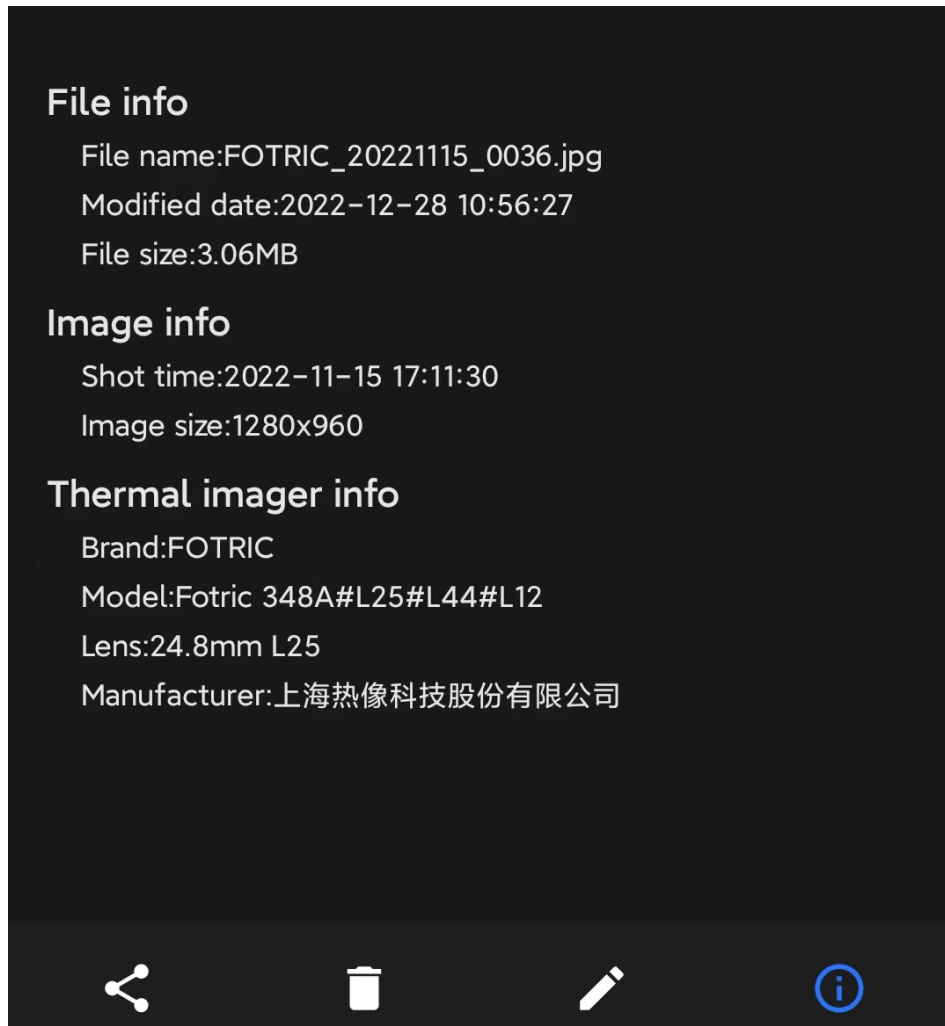 File info
File name:FOTRIC_20221115_0036.jpg
Modified date:2022-12-28 10:56:27
File size:3.06MB
Image info
Shot time:2022-11-15 17:11:30
Image size:1280x960
Thermal imager info
Brand:FOTRIC
Model:Fotric 348A#L25#L44#L12
Lens:24.8mm L25
Manufacturer:上海热像科技股份有限公司